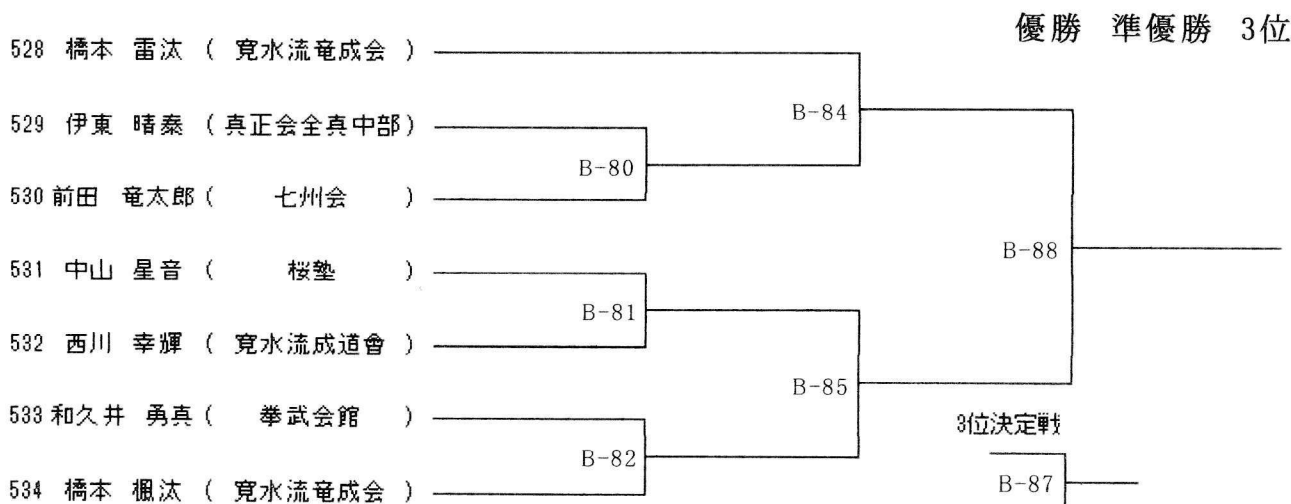 優勝 準優勝 3位
528 橋本 雷汰 ( 寛水流竜成会 )
B-84
529 伊東 晴泰 (真正会全真中部)
B-80
530 前田 竜太郎 ( 七州会 )
B-88
531 中山 星音 ( 桜塾 )
B-81
532 西川 幸輝 ( 寛水流成道會 )
B-85
533 和久井 勇真 ( 拳武会館 )
3位決定戦
B-82
B-87
534 橋本 楓汰 ( 寛水流竜成会 )